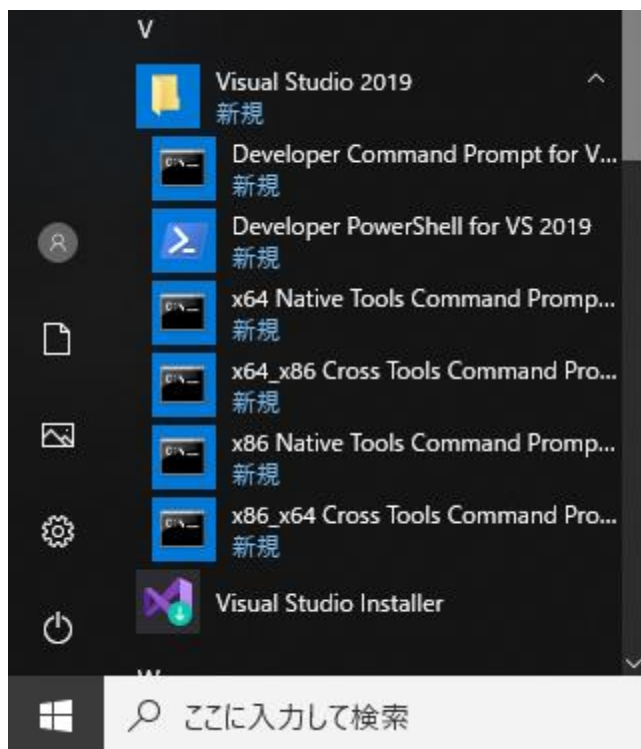 V
Visual Studio 2019
新規
Developer Command Prompt for V...
新規
Developer PowerShell for VS 2019
新規
x64 Native Tools Command Promp...
新規
x64_x86 Cross Tools Command Pro...
新規
x86 Native Tools Command Promp...
新規
x86_x64 Cross Tools Command Pro...
新規
Visual Studio Installer
ここに入力して検索